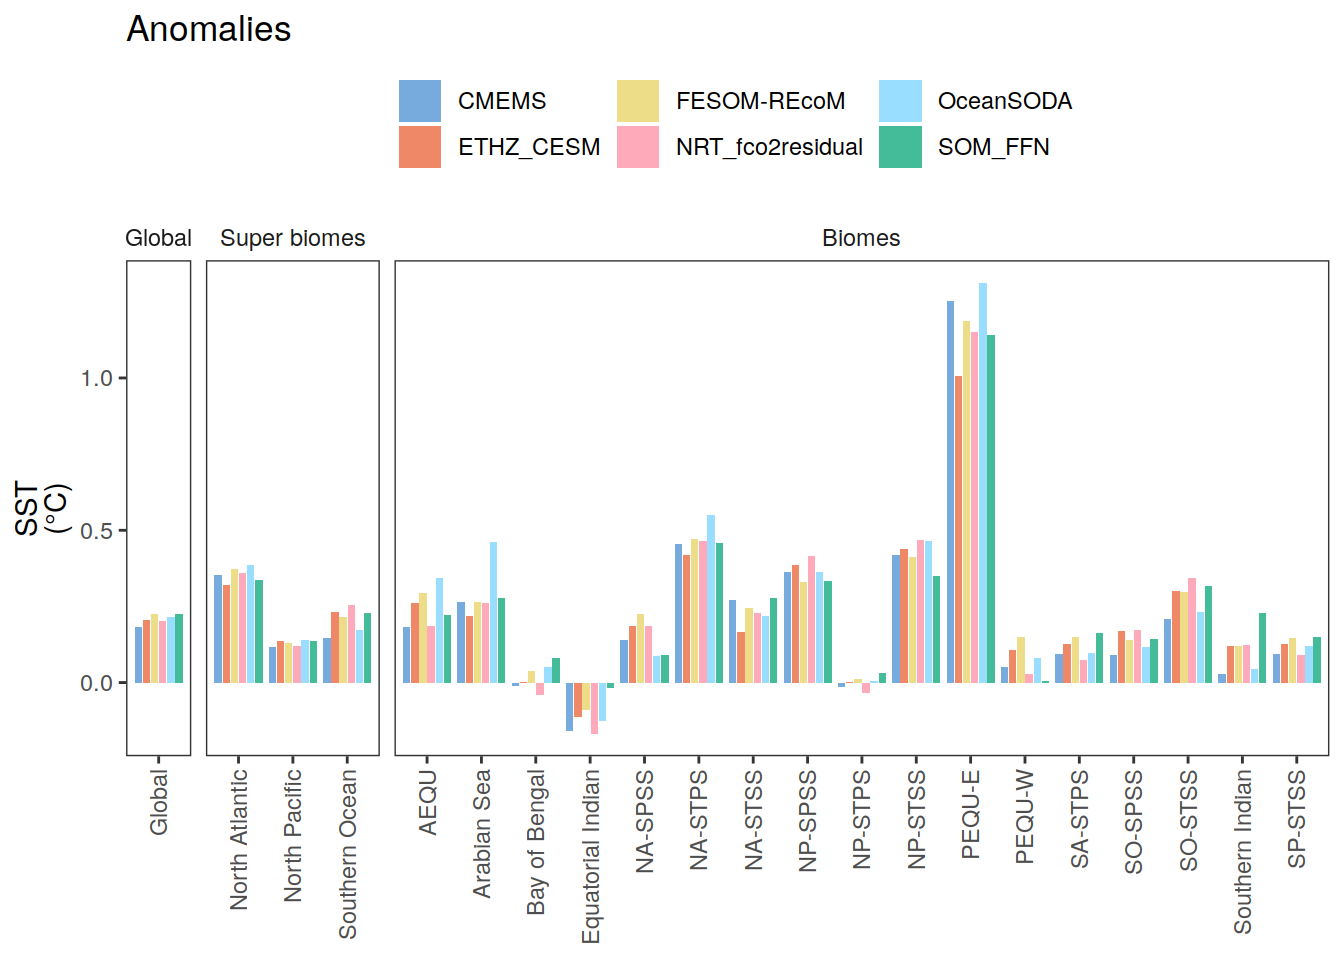 Anomalies
CMEMS
FESOM-REcoM
OceanSODA
ETHZ_CESM
NRT_fco2residual
SOM_FFN
Global
Super biomes
Biomes
SST
(°C)
1.0
0.5
0.0
Global
North Atlantic
North Pacific
Southern Ocean
AEQU
Arabian Sea
Bay of Bengal
Equatorial Indian
NA-SPSS
NA-STPS
NA-STSS
NP-SPSS
NP-STPS
NP-STSS
PEQU-E
PEQU-W
SA-STPS
SO-SPSS
SO-STSS
Southern Indian
SP-STSS